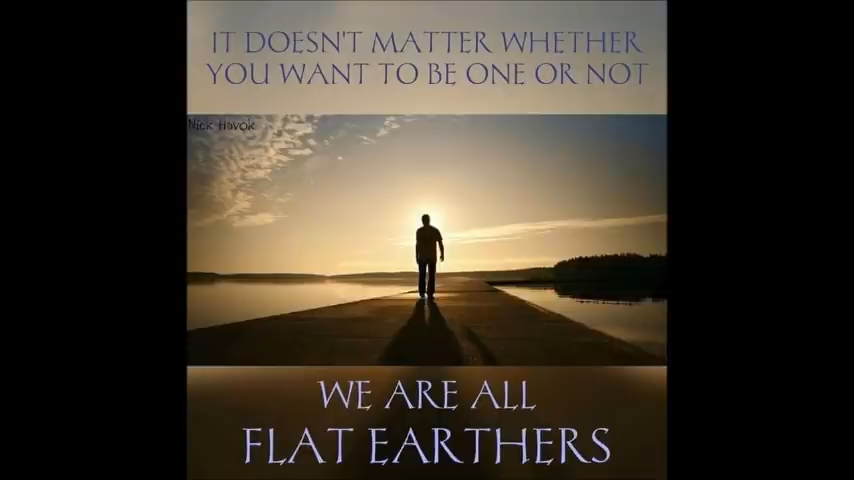 IT DOESN'T MATTER WHETHER
YOU WANT TO BE ONE OR NOT
Nick Havok
WE ARE ALL
FLAT EARTHERS